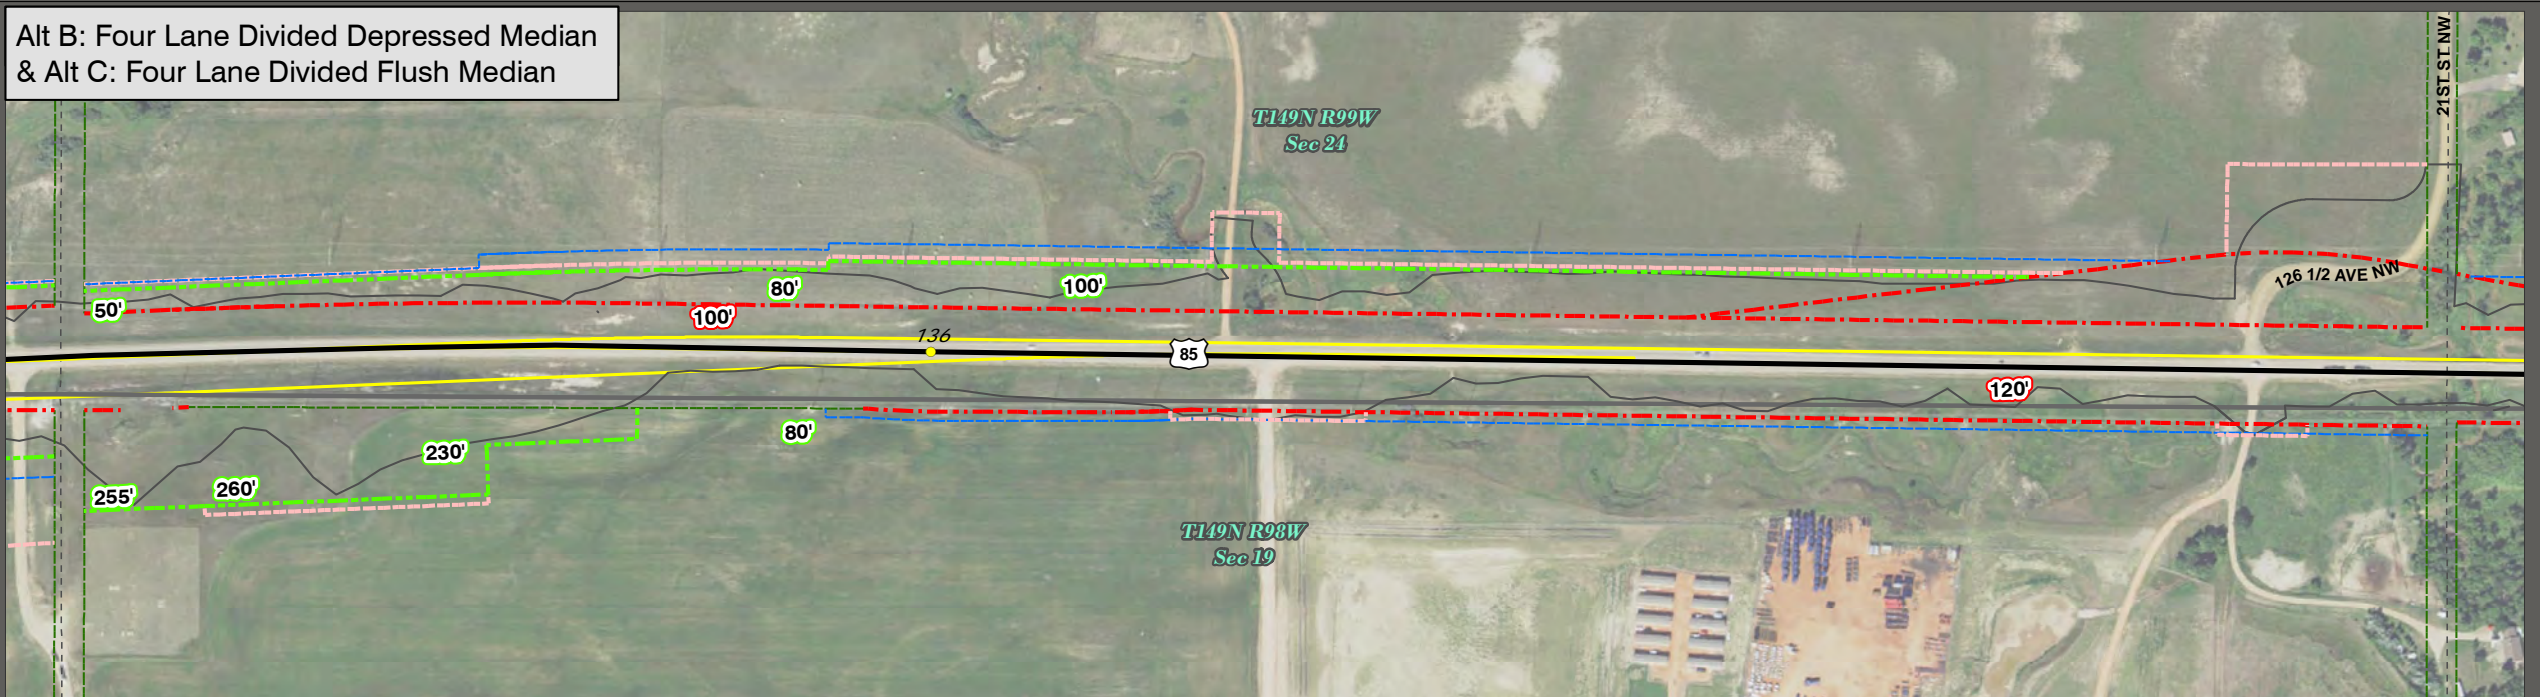 Alt B: Four Lane Divided Depressed Median
& Alt C: Four Lane Divided Flush Median
21ST ST NW
T149N R99W
Sec 24
126 1/2 AVE NW
80'
100'
50'
100'
136
85
120'
80'
230'
260'
255'
T149N R98W
Sec 19